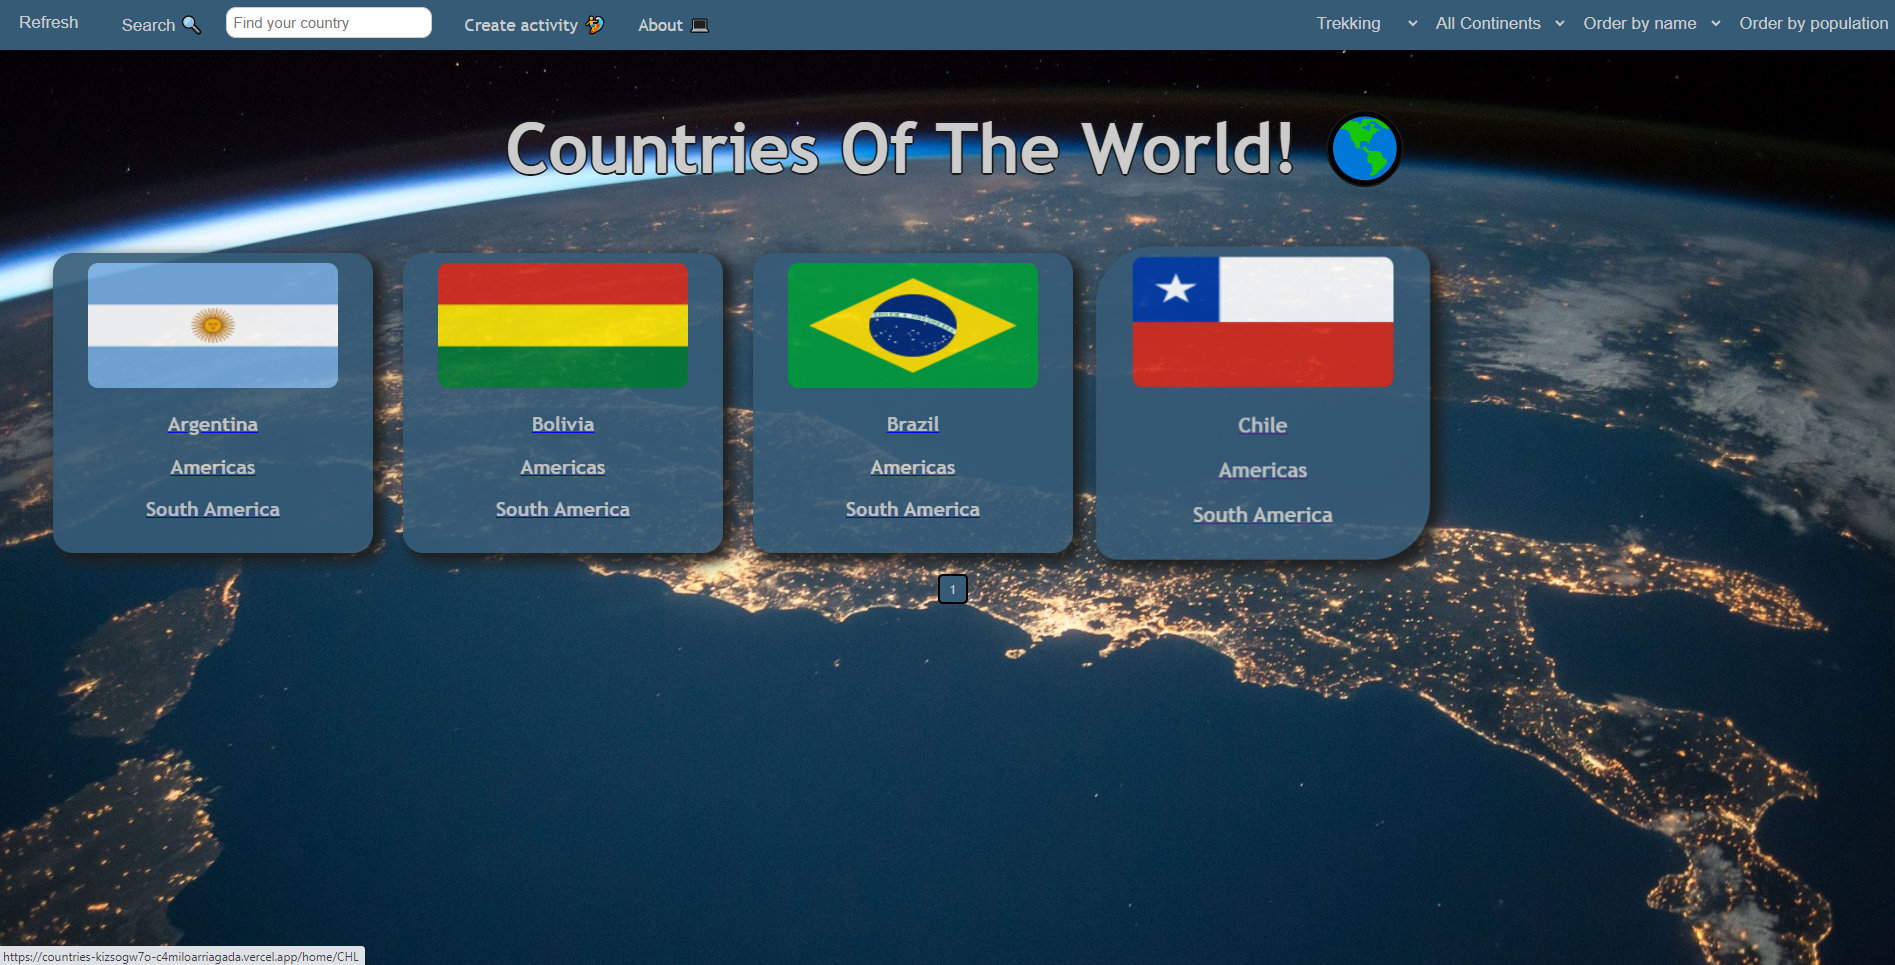 Refresh
Search
Find your country
Create activity
About
Trekking
All Continents
Order by name
Order by population
Countries Of The World!
Argentina
Americas
South America
Bolivia
Americas
South America
Brazil
Americas
South America
Chile
Americas
South America
1
https://countries-kizsogw7o-c4miloarriagada.vercel.app/home/CHL